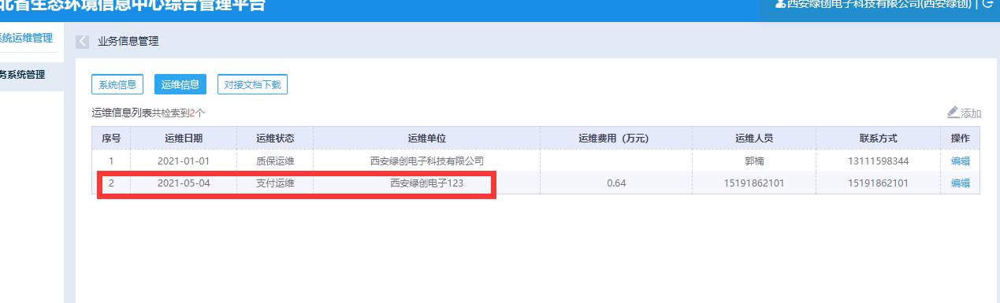 北省生态环境信息中心综合管理平台
西安绿创电子科技有限公司(西安绿创) |
系统运维管理
业务信息管理
务系统管理
系统信息 运维信息 对接文档下载
运维信息列表共检索到2个
添加
序号 运维日期 运维状态 运维单位 运维费用（万元） 运维人员 联系方式 操作
1 2021-01-01 质保运维 西安绿创电子科技有限公司 郭楠 13111598344 编辑
2 2021-05-04 支付运维 西安绿创电子123 0.64 15191862101 15191862101 编辑